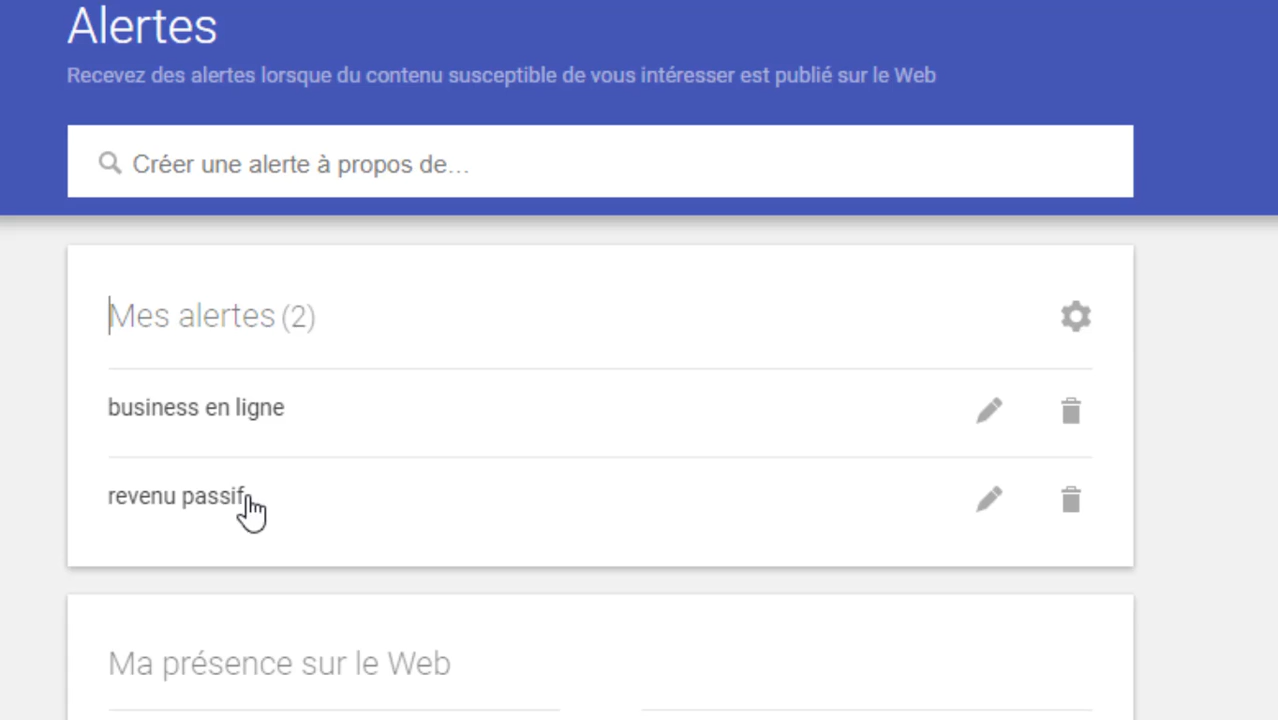 Alertes
Recevez des alertes lorsque du contenu susceptible de vous intéresser est publié sur le Web
Créer une alerte à propos de…
Mes alertes (2)
business en ligne
revenu passif
Ma présence sur le Web